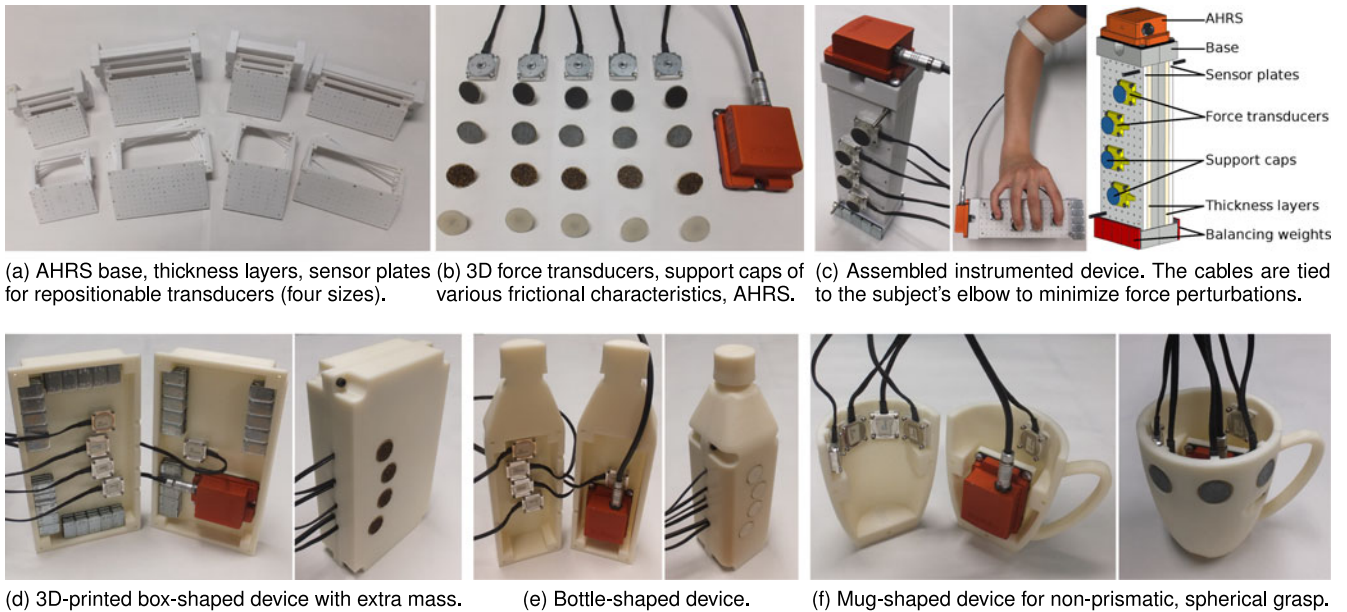 AHRS
Base
Sensor plates
Force transducers
Support caps
Thickness layers
Balancing weights
(a) AHRS base, thickness layers, sensor plates
for repositionable transducers (four sizes).
(b) 3D force transducers, support caps of
various frictional characteristics, AHRS.
(c) Assembled instrumented device. The cables are tied
to the subject's elbow to minimize force perturbations.
(d) 3D-printed box-shaped device with extra mass.
(e) Bottle-shaped device.
(f) Mug-shaped device for non-prismatic, spherical grasp.